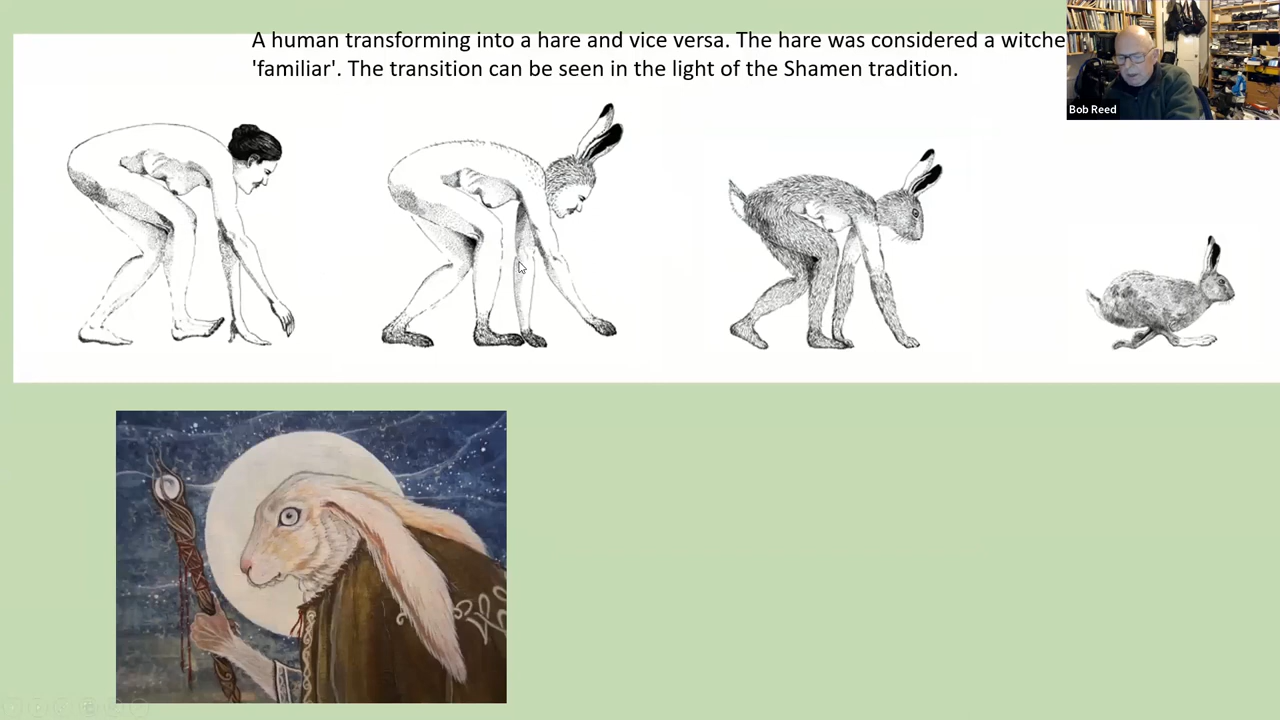 A human transforming into a hare and vice versa. The hare was considered a witche
'familiar'. The transition can be seen in the light of the Shamen tradition.
Bob Reed